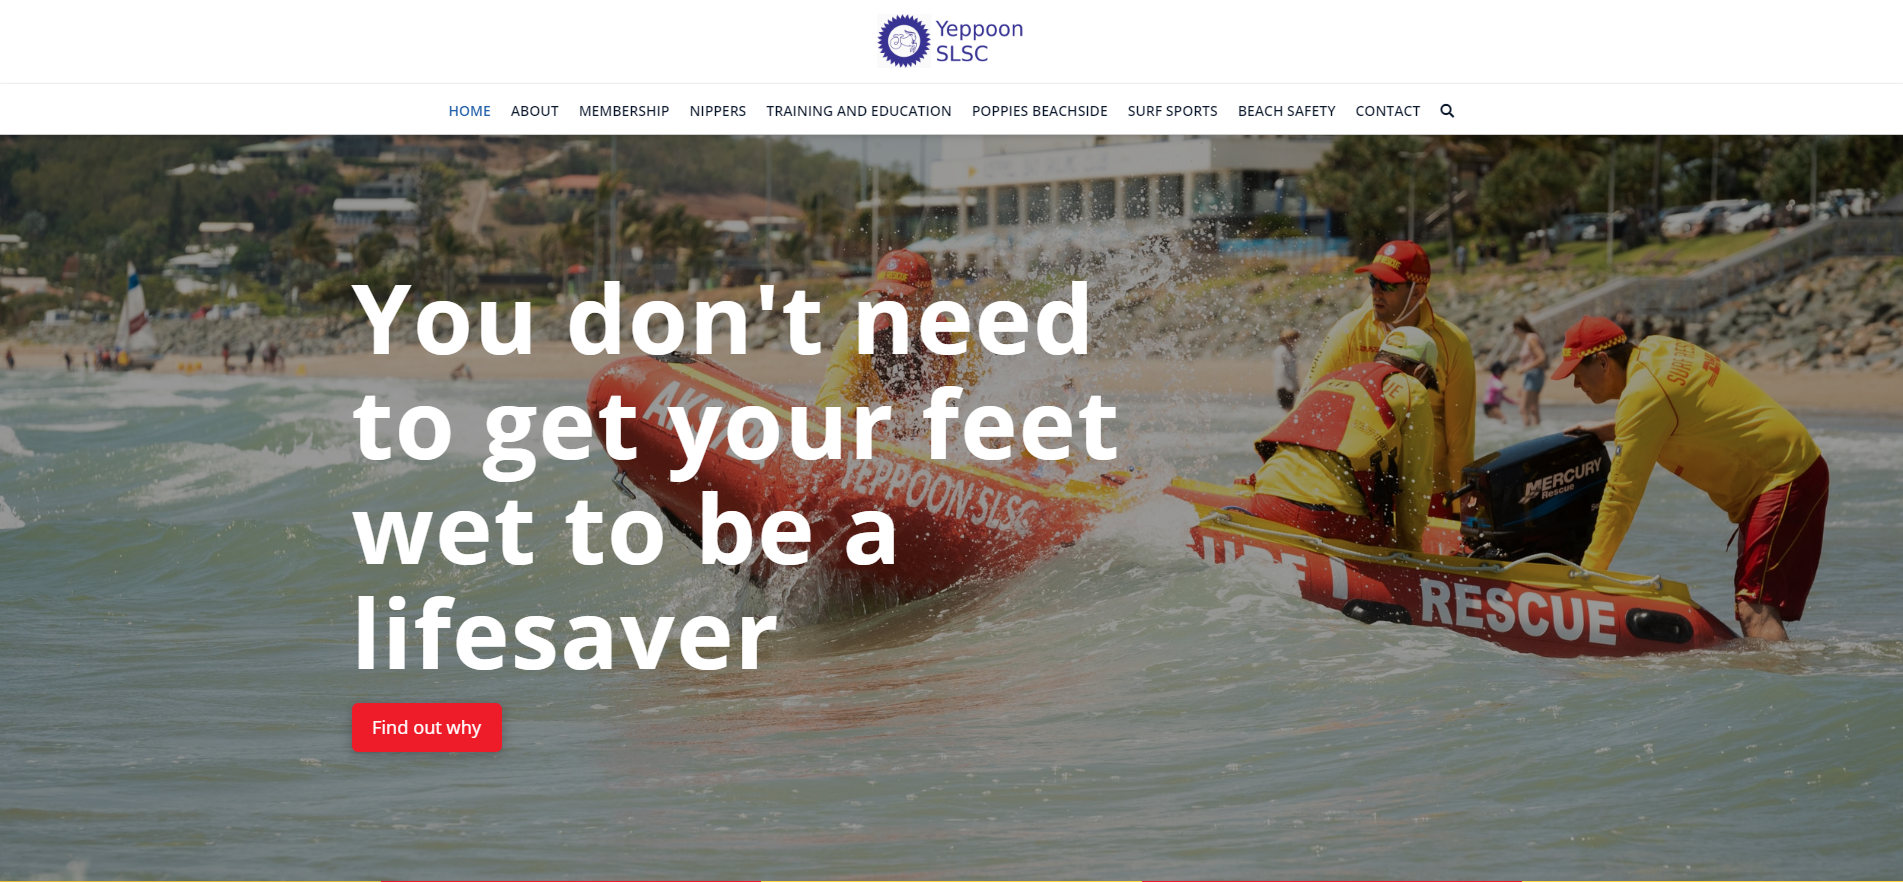 Yeppoon
SLSC
HOME ABOUT MEMBERSHIP NIPPERS TRAINING AND EDUCATION POPPIES BEACHSIDE SURF SPORTS BEACH SAFETY CONTACT
You don't need
to get your feet
wet to be a
lifesaver
YEPPOON SLSC
MERCURY
Rescue
RESCUE
Find out why